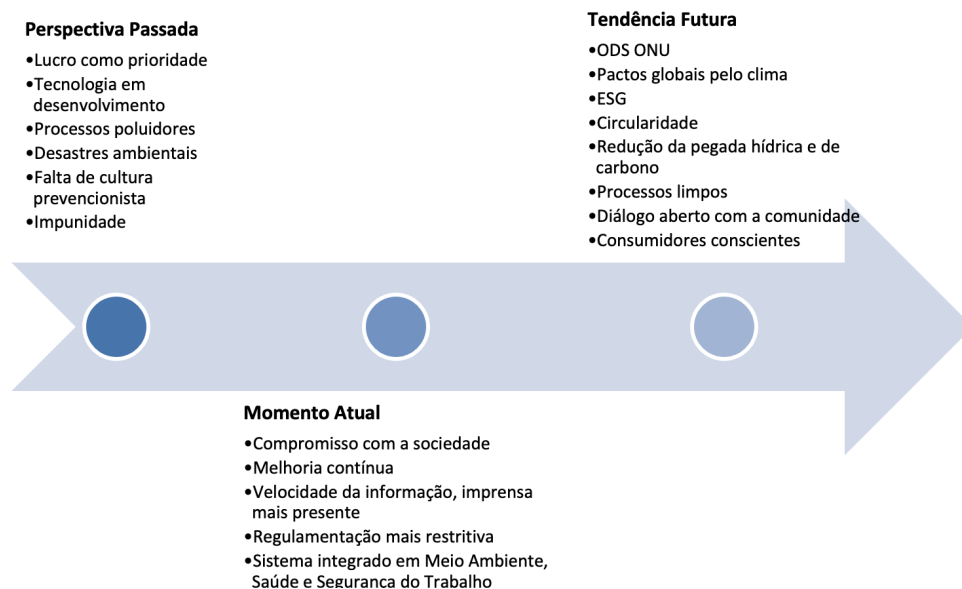 Perspectiva Passada
•Lucro como prioridade
•Tecnologia em
desenvolvimento
•Processos poluidores
•Desastres ambientais
•Falta de cultura
prevencionista
•Impunidade
Momento Atual
•Compromisso com a sociedade
•Melhoria contínua
•Velocidade da informação, imprensa
mais presente
•Regulamentação mais restritiva
•Sistema integrado em Meio Ambiente,
Saúde e Segurança do Trabalho
Tendência Futura
•ODS ONU
•Pactos globais pelo clima
•ESG
•Circularidade
•Redução da pegada hídrica e de
carbono
•Processos limpos
•Diálogo aberto com a comunidade
•Consumidores conscientes